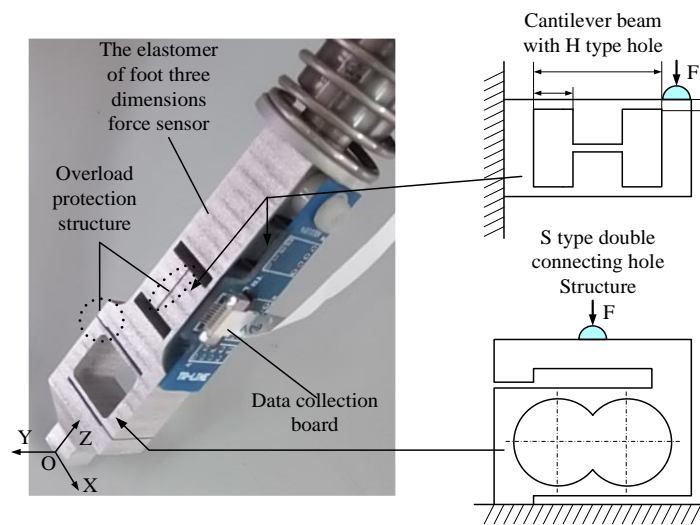 The elastomer
of foot three
dimensions
force sensor
Overload
protection
structure
Data collection
board
Y
Z
O
X
Cantilever beam
with H type hole
F
S type double
connecting hole
Structure
F